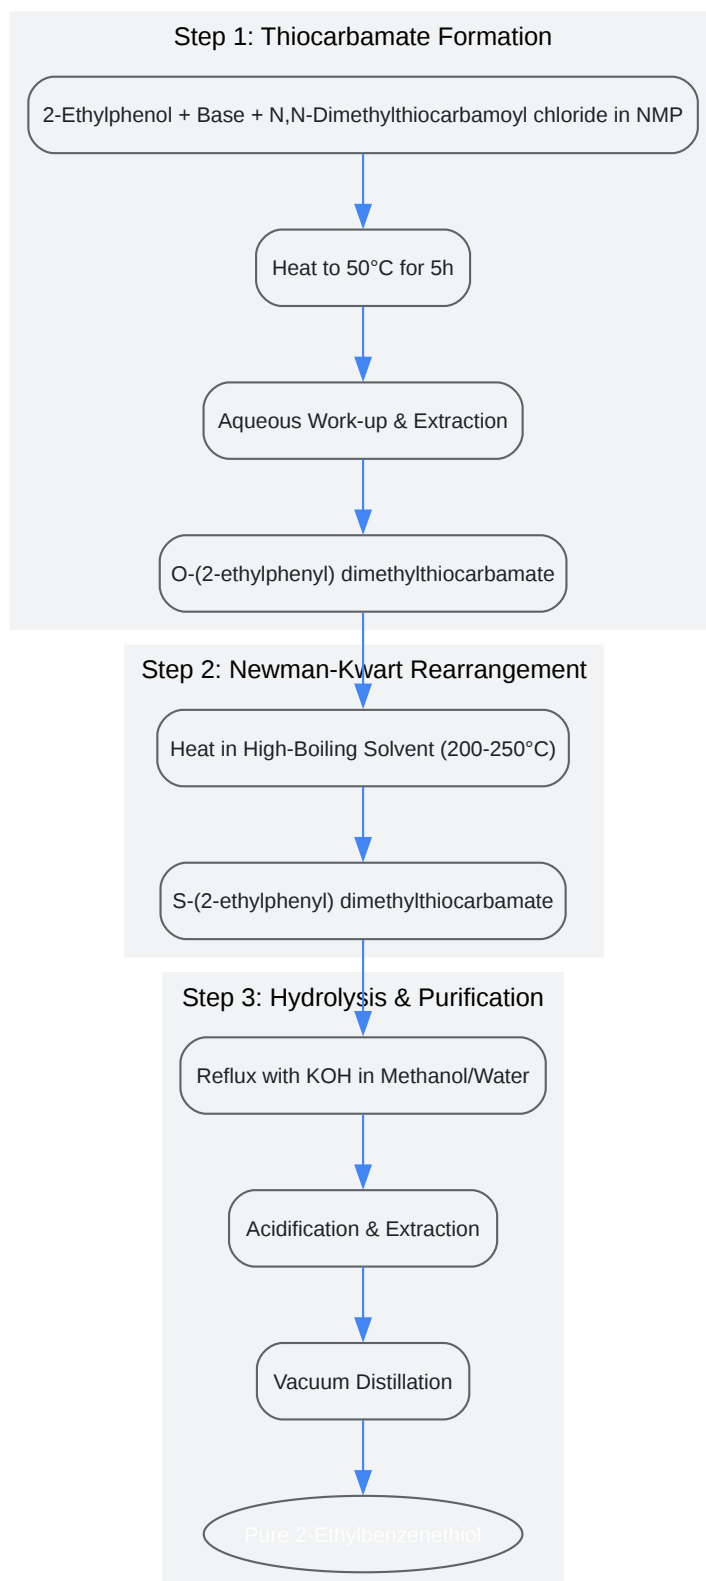 Step 1: Thiocarbamate Formation
2-Ethylphenol + Base + N,N-Dimethylthiocarbamoyl chloride in NMP
Heat to 50°C for 5h
Aqueous Work-up & Extraction
O-(2-ethylphenyl) dimethylthiocarbamate
Step 2: Newman-Kwart Rearrangement
Heat in High-Boiling Solvent (200-250°C)
S-(2-ethylphenyl) dimethylthiocarbamate
Step 3: Hydrolysis & Purification
Reflux with KOH in Methanol/Water
Acidification & Extraction
Vacuum Distillation
Pure 2-Ethylbenzenethiol